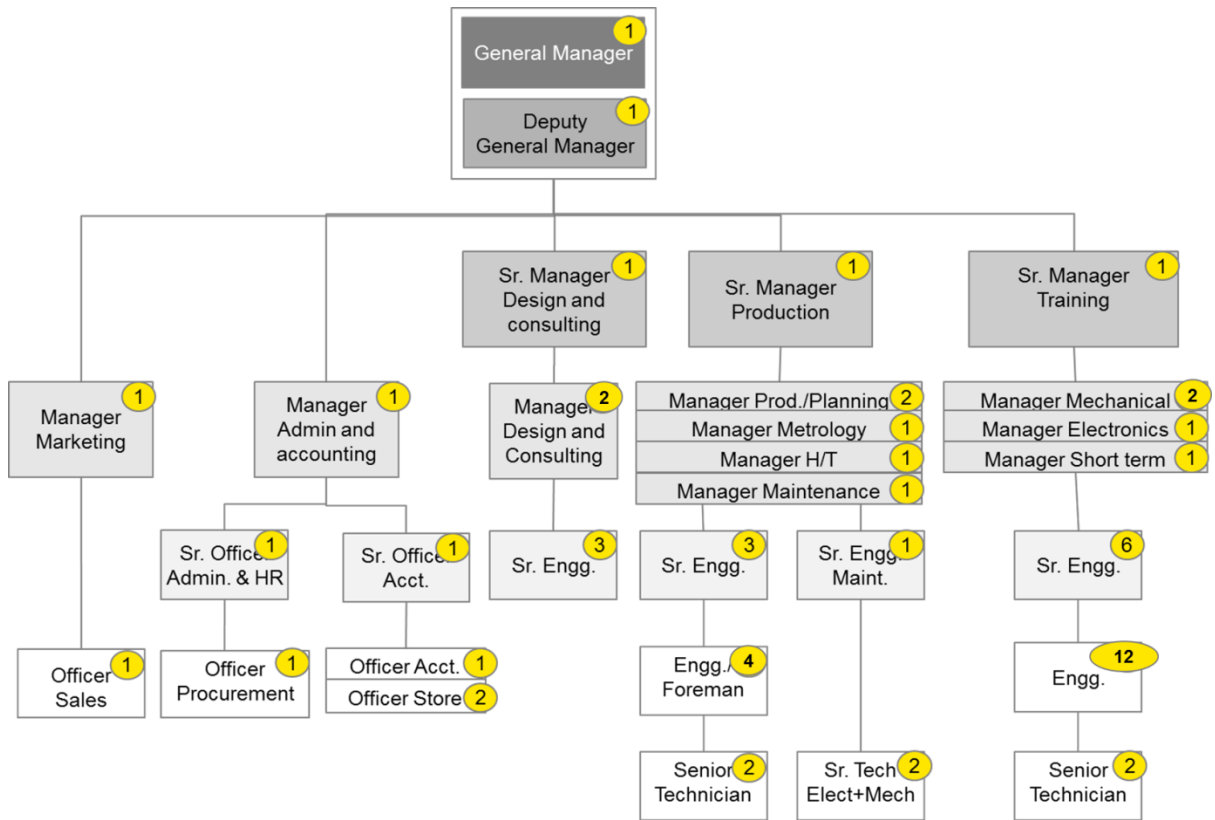 1
General Manager
1
Deputy
General Manager
1
Sr. Manager
Design and
consulting
1
Sr. Manager
Production
1
Sr. Manager
Training
1
Manager
Marketing
1
Manager
Admin and
accounting
2
Manager
Design and
Consulting
Manager Prod./Planning 2
Manager Metrology 1
Manager H/T 1
Manager Maintenance 1
Manager Mechanical 2
Manager Electronics 1
Manager Short term 1
1
Sr. Officer
Admin. & HR
1
Sr. Officer
Acct.
3
Sr. Engg.
3
Sr. Engg.
1
Sr. Engg.
Maint.
6
Sr. Engg.
1
Officer
Sales
1
Officer
Procurement
Officer Acct. 1
Officer Store 2
4
Engg./
Foreman
12
Engg.
2
Senior
Technician
2
Sr. Tech
Elect+Mech
2
Senior
Technician